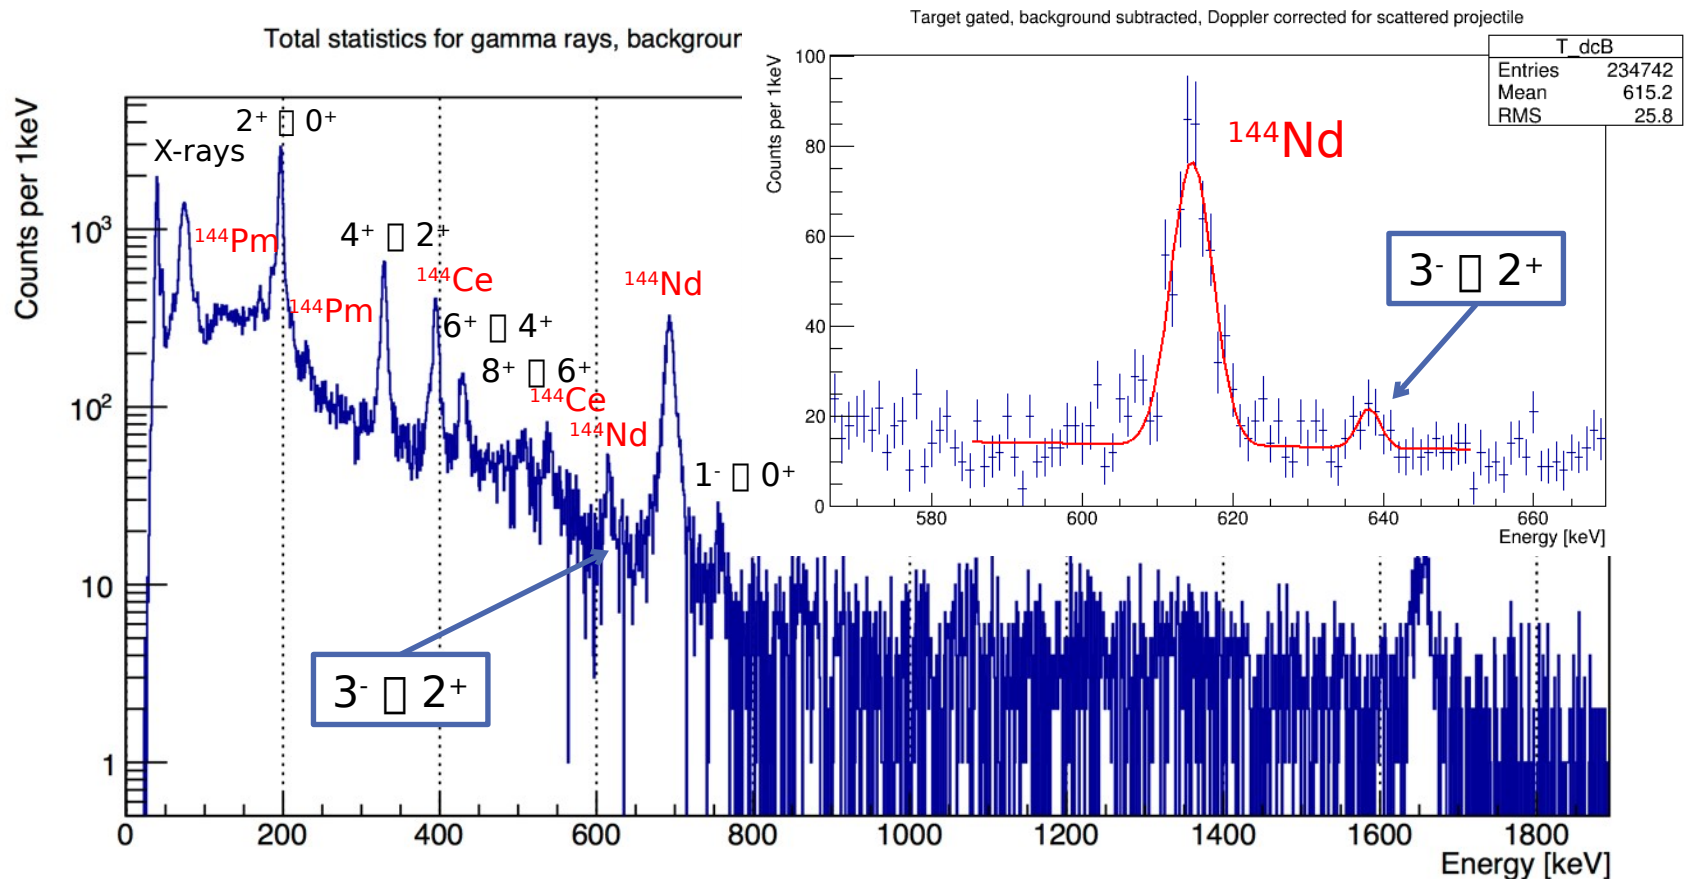 Target gated, background subtracted, Doppler corrected for scattered projectile
Total statistics for gamma rays, backgrour
T_dcB
Entries 234742
Mean 615.2
RMS 25.8
Counts per 1keV
100
80
60
40
20
0
580 600 620 640 660
Energy [keV]
¹⁴⁴Nd
3⁻ ▯ 2⁺
Counts per 1keV
10³
10²
10
1
2⁺ ▯ 0⁺
X-rays
¹⁴⁴Pm
4⁺ ▯ 2⁺
¹⁴⁴Ce
¹⁴⁴Nd
¹⁴⁴Pm
6⁺ ▯ 4⁺
8⁺ ▯ 6⁺
¹⁴⁴Ce
¹⁴⁴Nd
1⁻ ▯ 0⁺
3⁻ ▯ 2⁺
0 200 400 600 800 1000 1200 1400 1600 1800
Energy [keV]